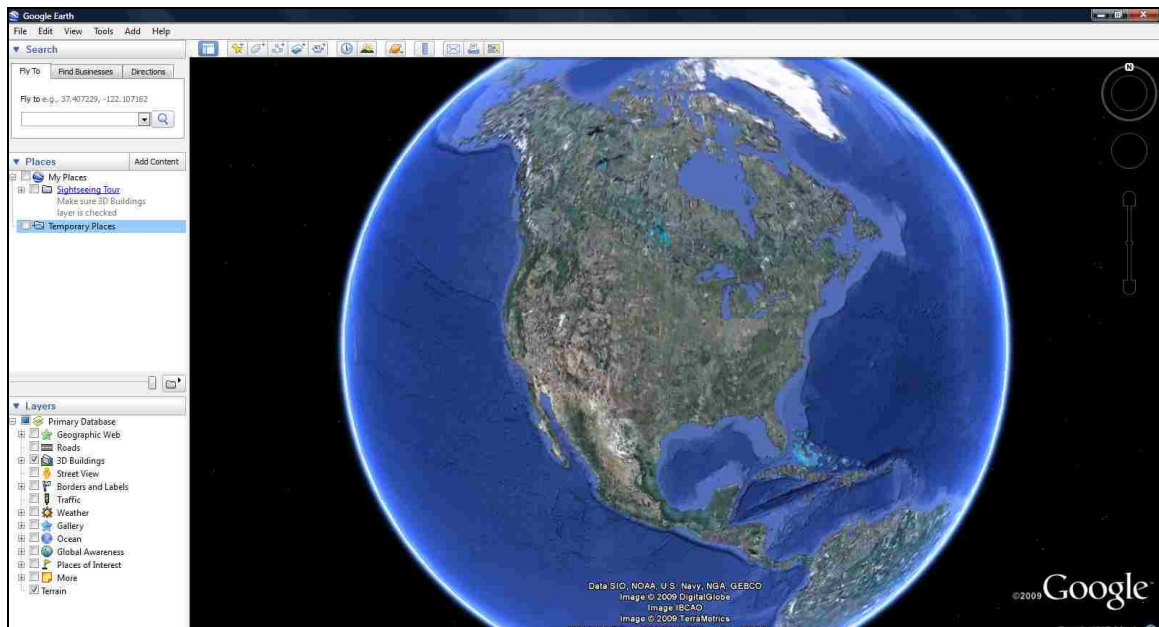 Google Earth
File Edit View Tools Add Help
Search
Fly To Find Businesses Directions
Fly to e.g., 37.407229, -122.107162
Places Add Content
My Places
Sightseeing Tour
Make sure 3D Buildings
layer is checked
Temporary Places
Layers
Primary Database
Geographic Web
Roads
3D Buildings
Street View
Borders and Labels
Traffic
Weather
Gallery
Ocean
Global Awareness
Places of Interest
More
Terrain
N
Data SIO, NOAA, U.S. Navy, NGA, GEBCO
Image © 2009 DigitalGlobe
Image IBCAO
Image © 2009 TerraMetrics
©2009 Google